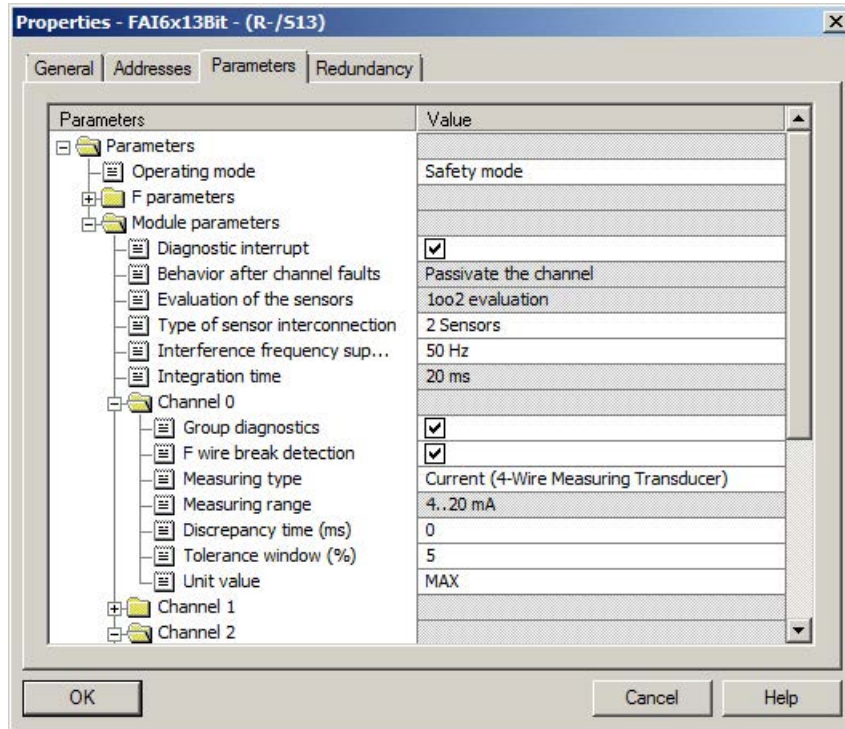 Properties - FAI6x13Bit - (R-/S13)
General Addresses Parameters Redundancy
Parameters Value
Parameters
Operating mode Safety mode
F parameters
Module parameters
Diagnostic interrupt
Behavior after channel faults Passivate the channel
Evaluation of the sensors 1oo2 evaluation
Type of sensor interconnection 2 Sensors
Interference frequency sup... 50 Hz
Integration time 20 ms
Channel 0
Group diagnostics
F wire break detection
Measuring type Current (4-Wire Measuring Transducer)
Measuring range 4..20 mA
Discrepancy time (ms) 0
Tolerance window (%) 5
Unit value MAX
Channel 1
Channel 2
OK Cancel Help